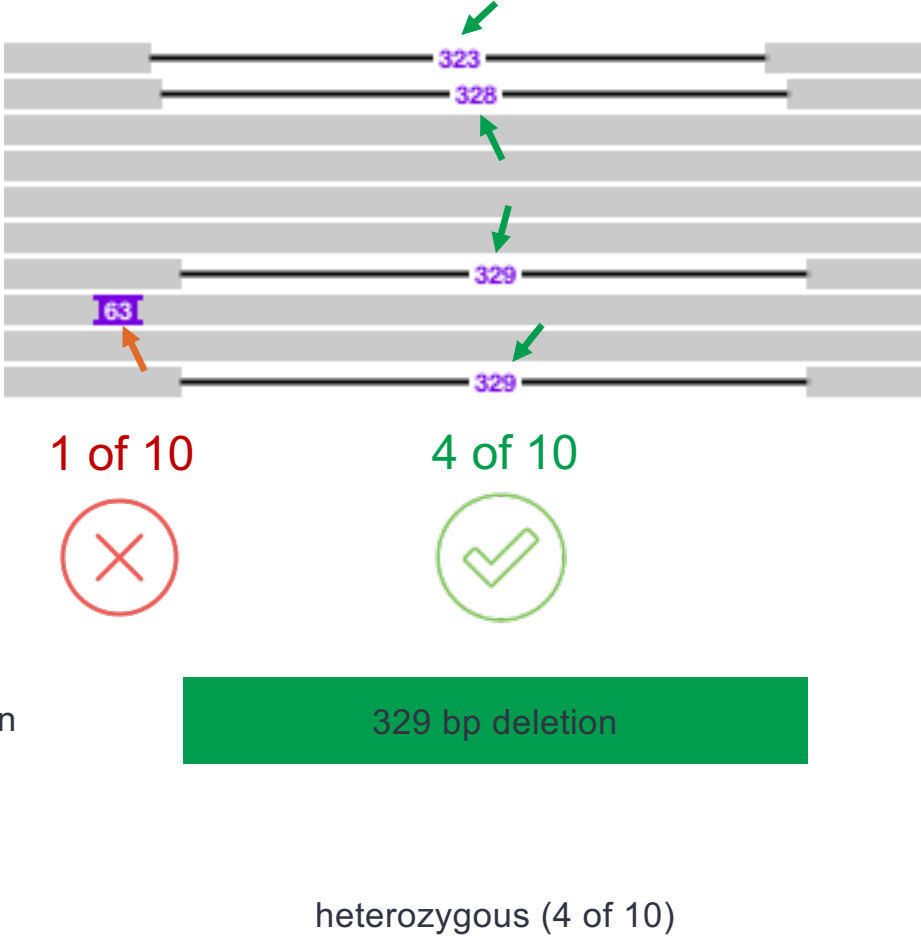 323
328
329
63
329
1 of 10
4 of 10
n
329 bp deletion
heterozygous (4 of 10)